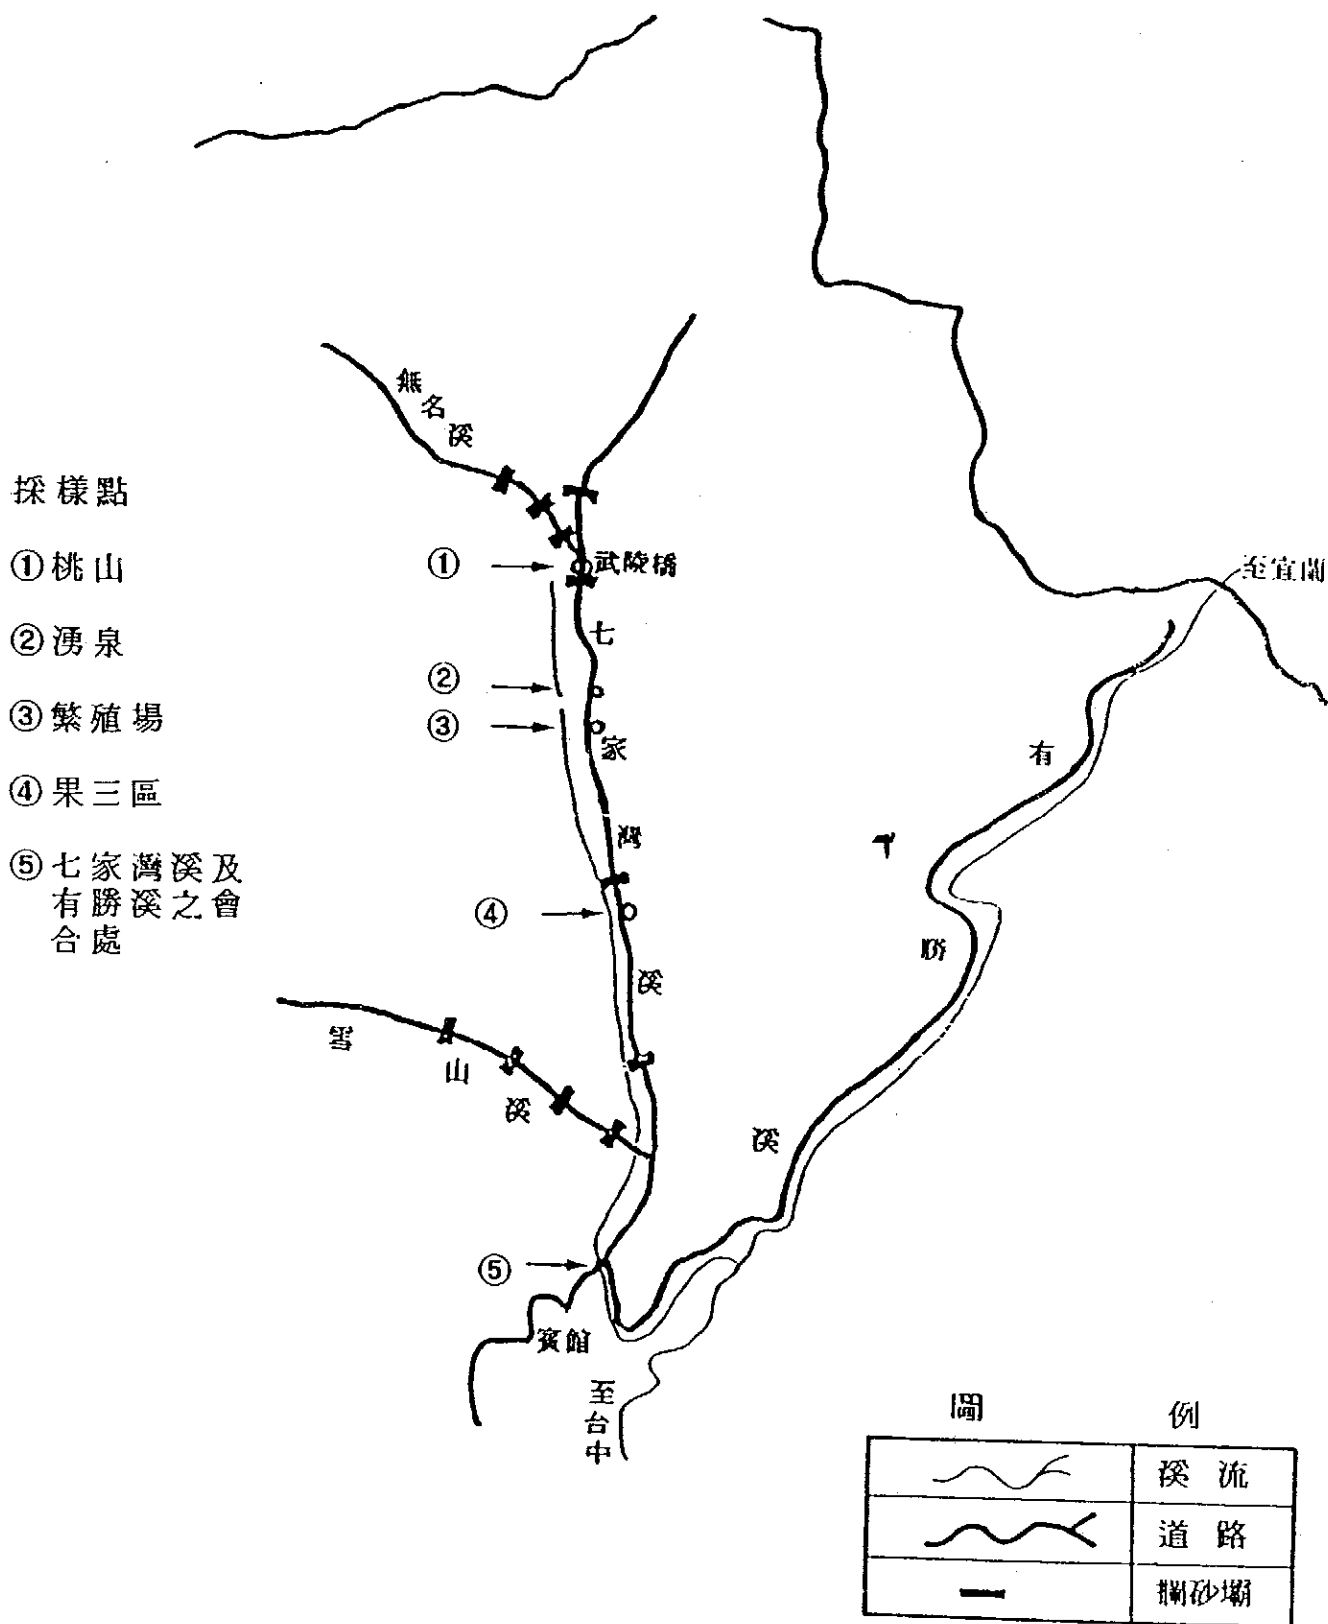 無名溪
採樣點
①桃山
②湧泉
③繁殖場
④果三區
⑤七家灣溪及
有勝溪之會
合處
①
武陵橋
②
③
④
⑤
七家灣溪
雪山溪
有勝溪
至宜蘭
賓館
至台中
圖例
溪流
道路
攔砂壩